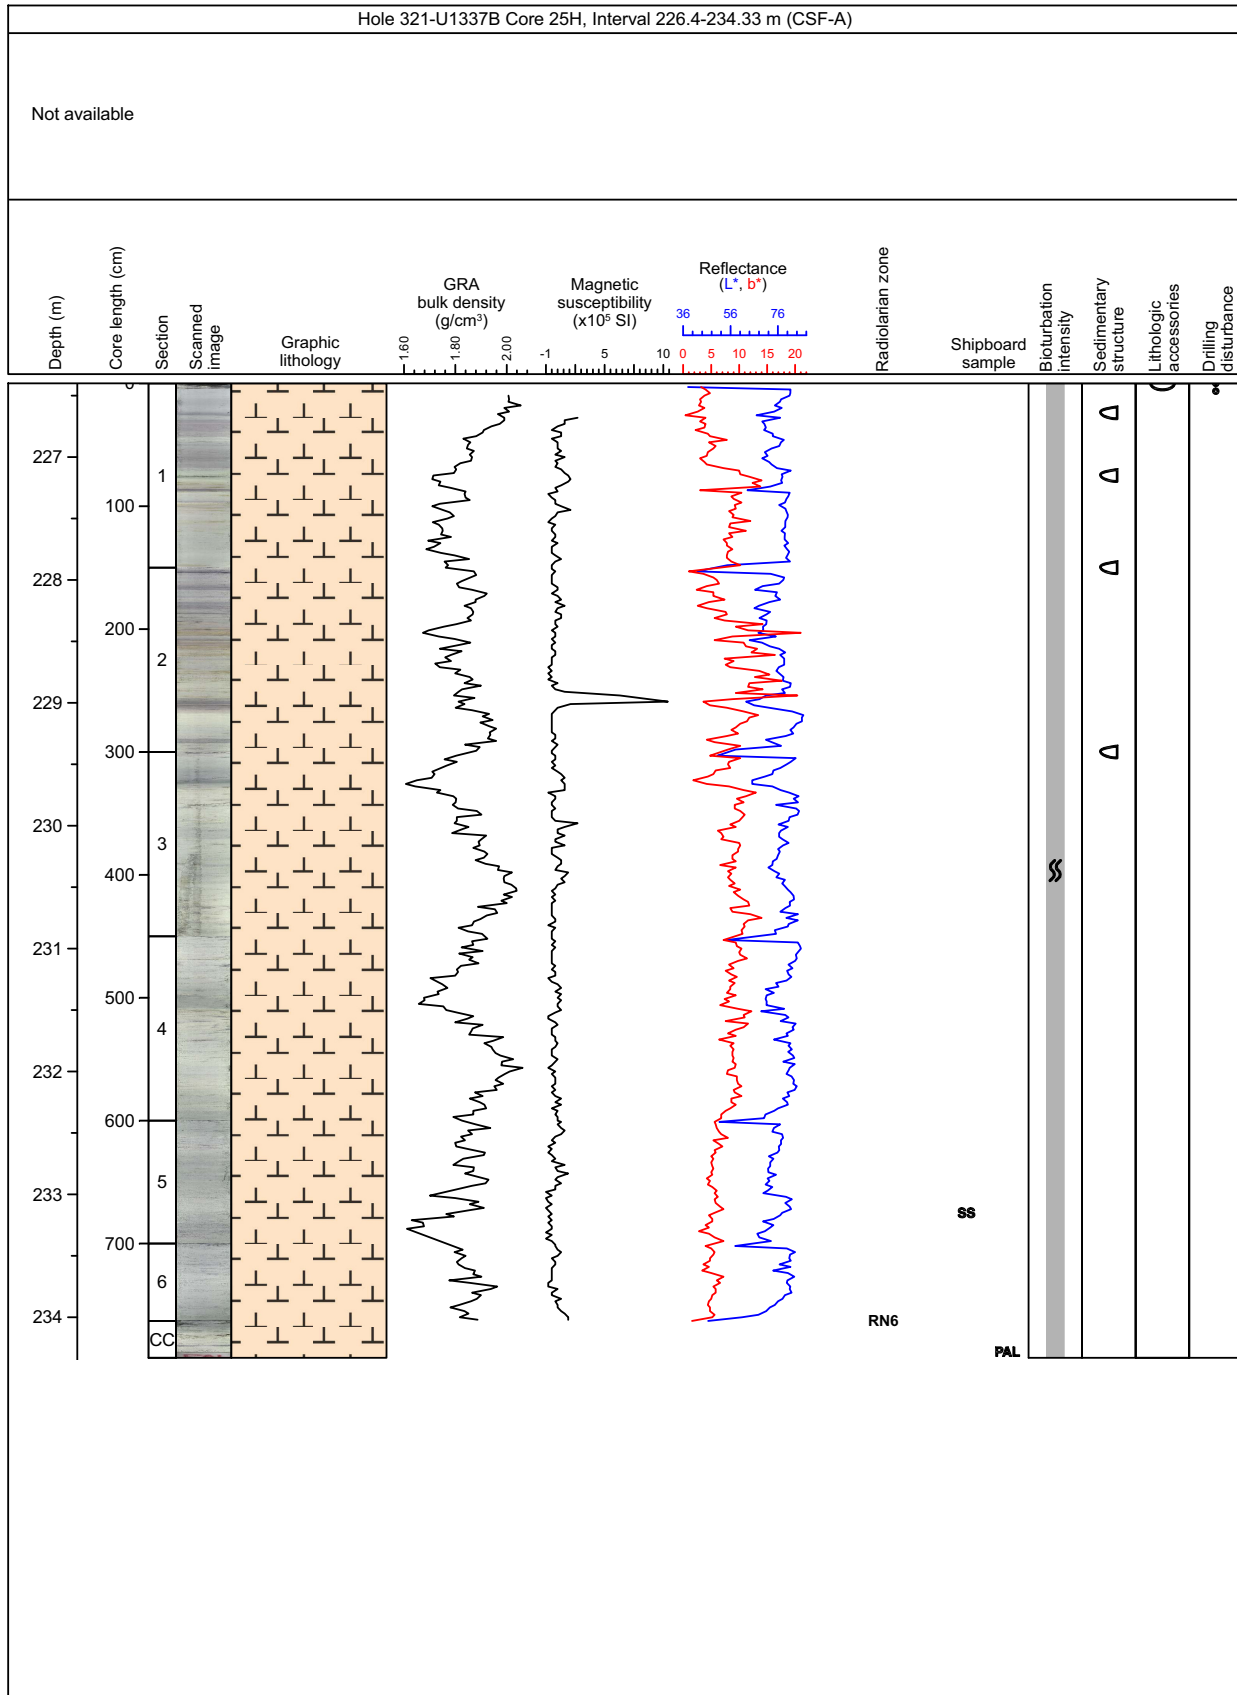 Hole 321-U1337B Core 25H, Interval 226.4-234.33 m (CSF-A)
Not available
Depth (m)
Core length (cm)
Section
Scanned
image
Graphic
lithology
GRA
bulk density
(g/cm³)
1.60
1.80
2.00
Magnetic
susceptibility
(x10⁵ SI)
-1 5 10
Reflectance
(L*, b*)
36 56 76
0 5 10 15 20
Radiolarian zone
Shipboard
sample
Bioturbation
intensity
Sedimentary
structure
Lithologic
accessories
Drilling
disturbance
0
227
1
100
228
200
2
229
300
230
3
400
231
500
4
232
600
5
233
SS
700
6
234
RN6
CC
PAL